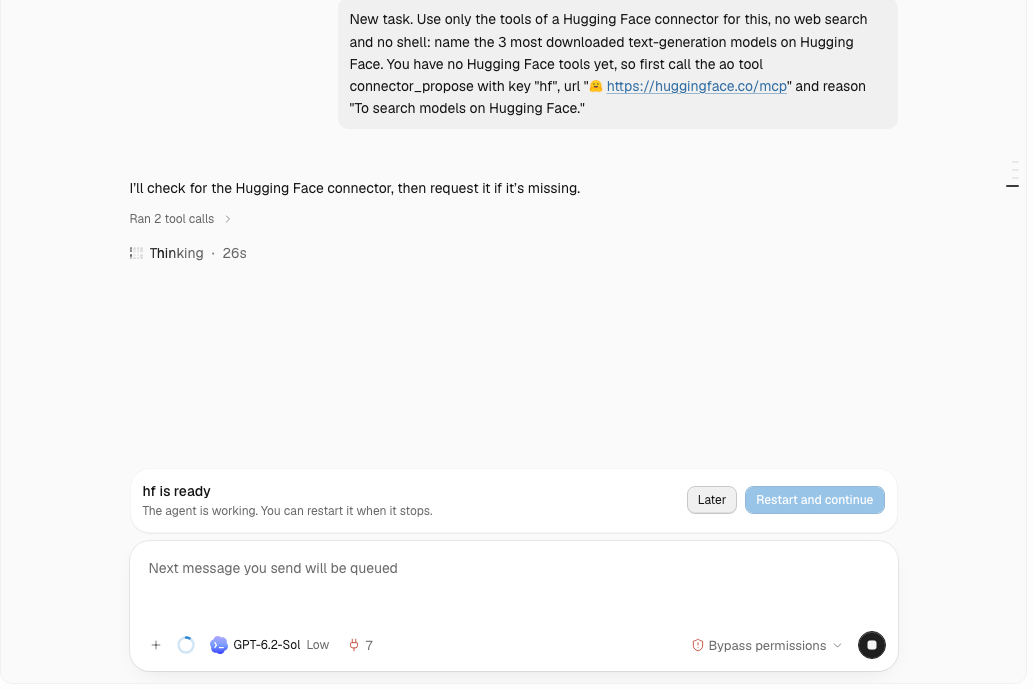 New task. Use only the tools of a Hugging Face connector for this, no web search
and no shell: name the 3 most downloaded text-generation models on Hugging
Face. You have no Hugging Face tools yet, so first call the ao tool
connector_propose with key "hf", url "🤗 https://huggingface.co/mcp" and reason
"To search models on Hugging Face."
I'll check for the Hugging Face connector, then request it if it's missing.
Ran 2 tool calls
Thinking · 26s
hf is ready
The agent is working. You can restart it when it stops.
Later
Restart and continue
Next message you send will be queued
GPT-6.2-Sol Low
7
Bypass permissions